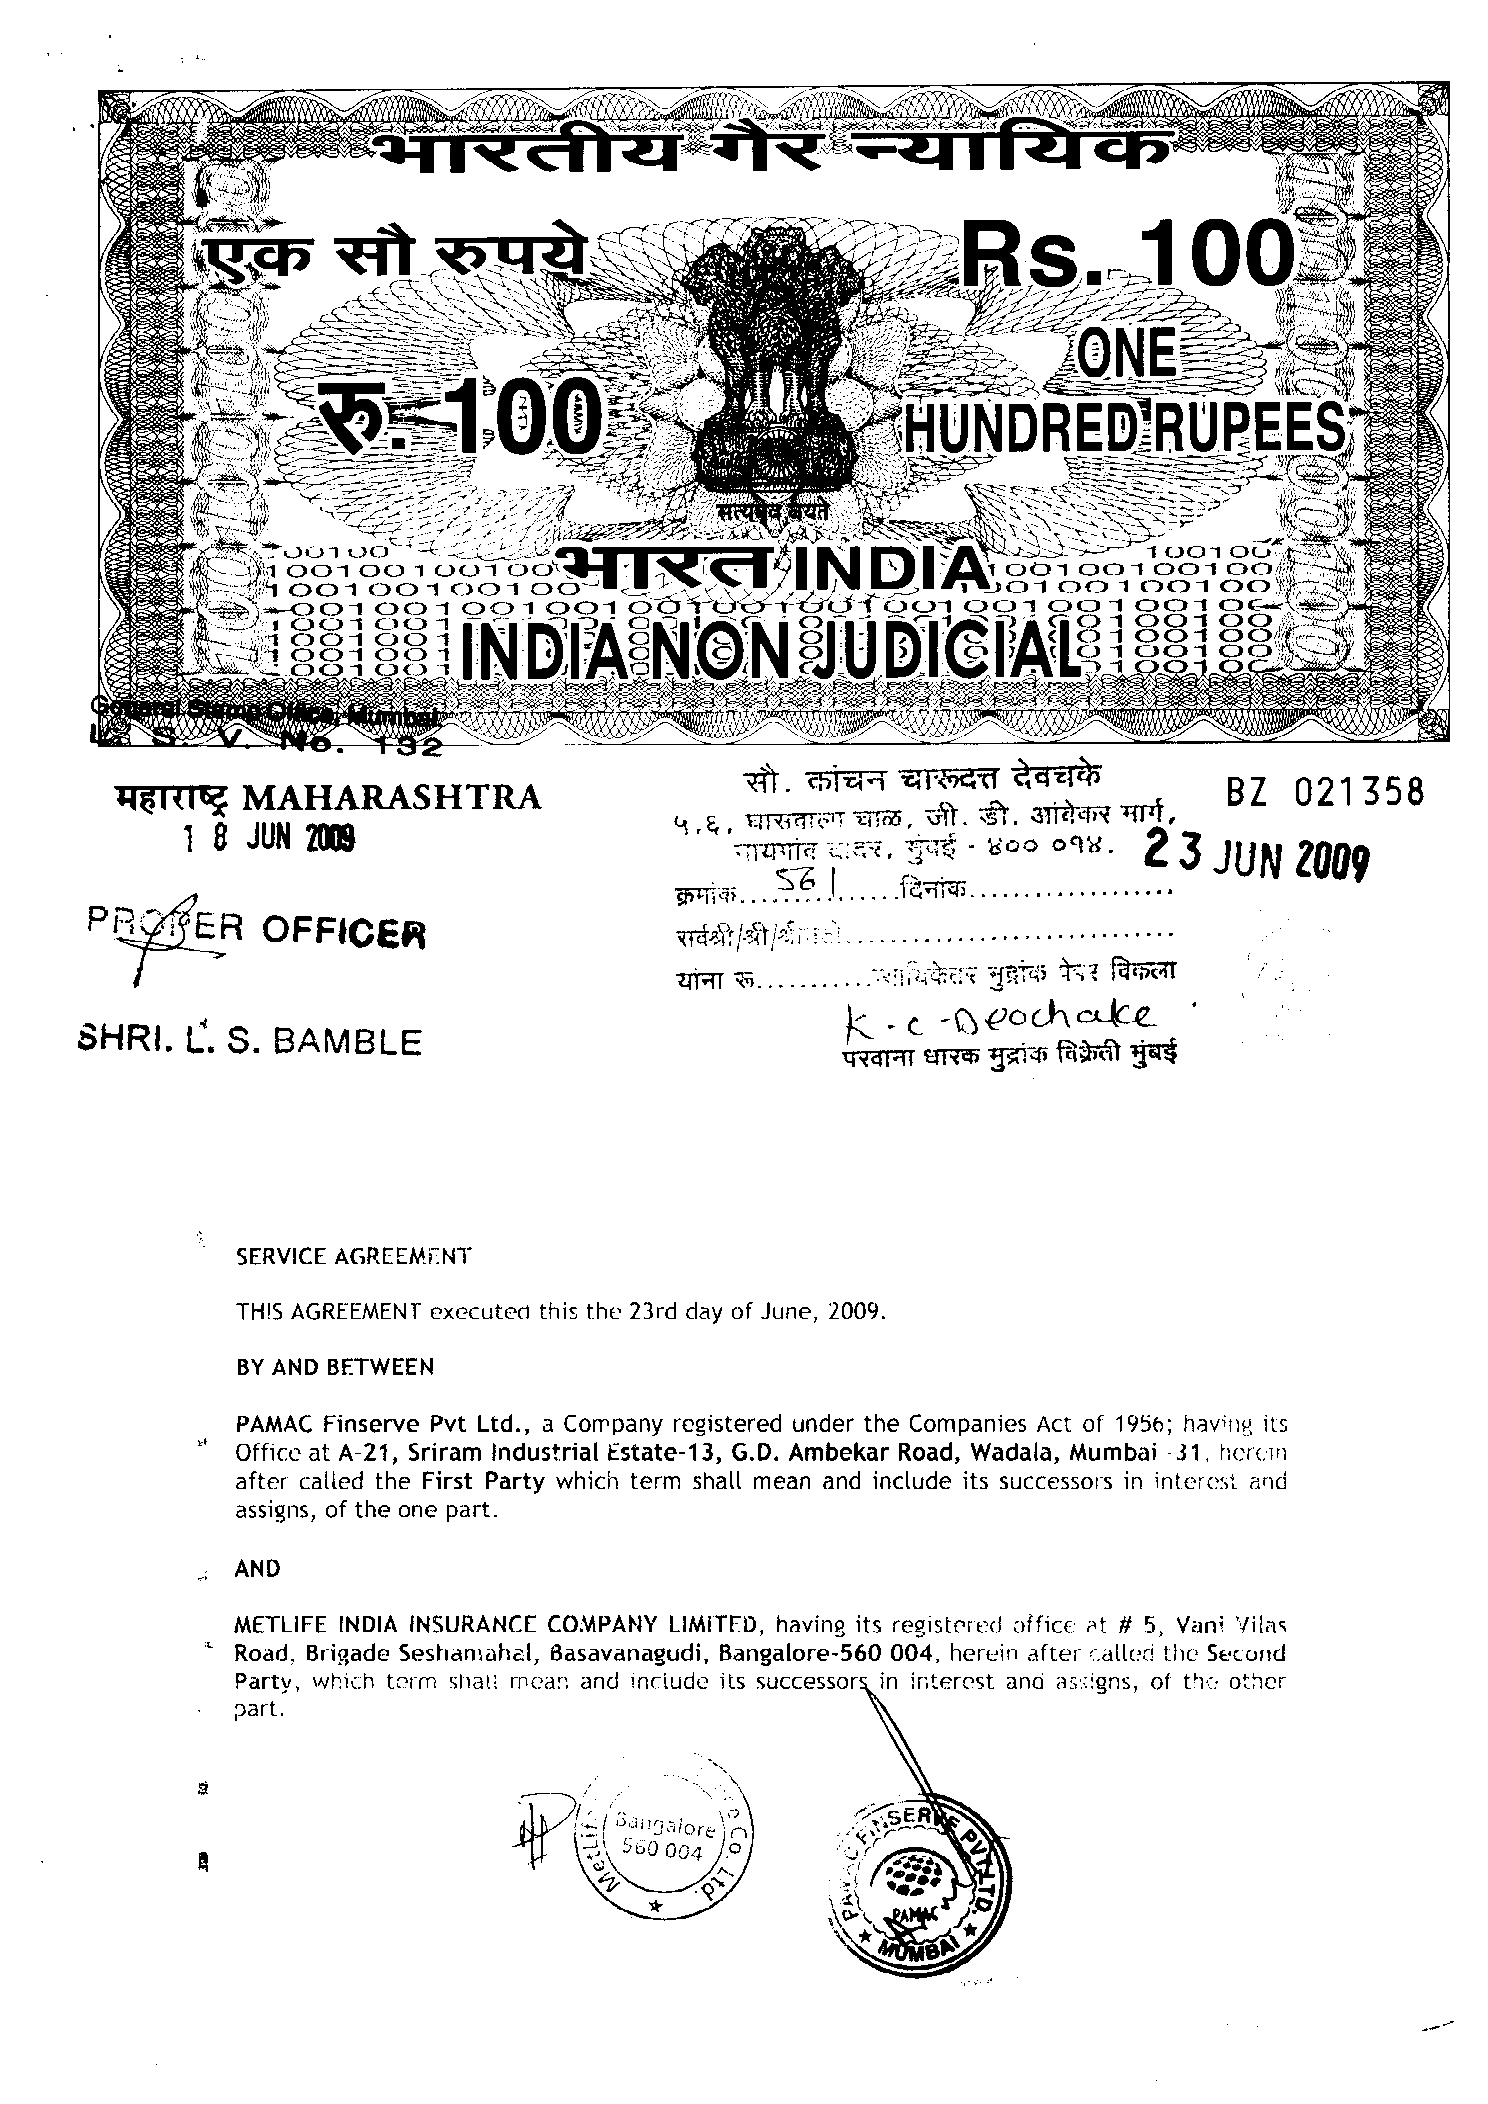 भारतीय गैर न्यायिक
एक सौ रुपये
Rs. 100
रु. 100
ONE
HUNDRED RUPEES
सत्यमेव जयते
भारत INDIA
INDIA NON JUDICIAL
General Stamp Office, Mumbai
L. S. V. No. 132
महाराष्ट्र MAHARASHTRA
18 JUN 2009
PROPER OFFICER
SHRI. L. S. BAMBLE
सौ. कांचन चारूदत्त देवचके
BZ 021358
५,६, घासवाला चाळ, जी. डी. आंबेकर मार्ग,
नायगांव दादर, मुंबई - ४०० ०१४.
23 JUN 2009
क्रमांक.... 561 ......दिनांक..................
सर्वश्री/श्री/श्रीमती..............................
यांना रू........... मुद्रांक पेपर विकला
K.C-Deochake
परवाना धारक मुद्रांक विक्रेती मुंबई
SERVICE AGREEMENT
THIS AGREEMENT executed this the 23rd day of June, 2009.
BY AND BETWEEN
PAMAC Finserve Pvt Ltd., a Company registered under the Companies Act of 1956; having its
Office at A-21, Sriram Industrial Estate-13, G.D. Ambekar Road, Wadala, Mumbai -31, herein
after called the First Party which term shall mean and include its successors in interest and
assigns, of the one part.
AND
METLIFE INDIA INSURANCE COMPANY LIMITED, having its registered office at # 5, Vani Vilas
Road, Brigade Seshamahal, Basavanagudi, Bangalore-560 004, herein after called the Second
Party, which term shall mean and include its successors in interest and assigns, of the other
part.
Bangalore
560 004
Co. Ltd.
PAMAC FINSERVE PVT. LTD.
PAMAC
MUMBAI